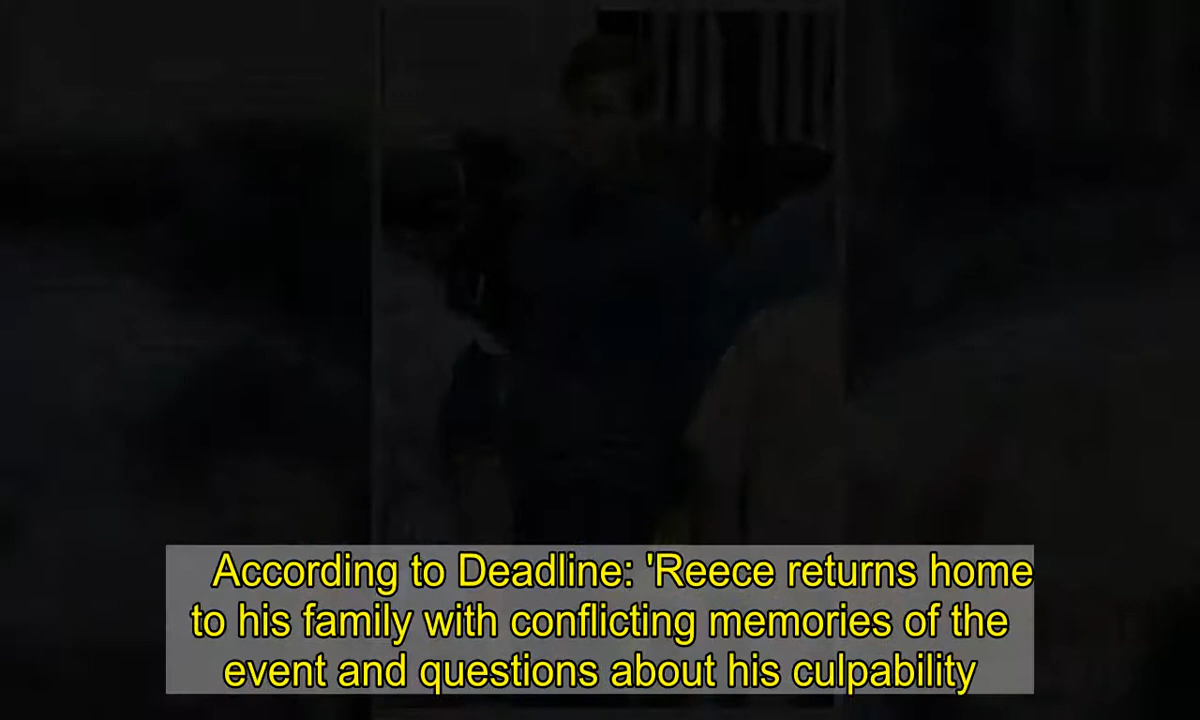 According to Deadline: 'Reece returns home
to his family with conflicting memories of the
event and questions about his culpability